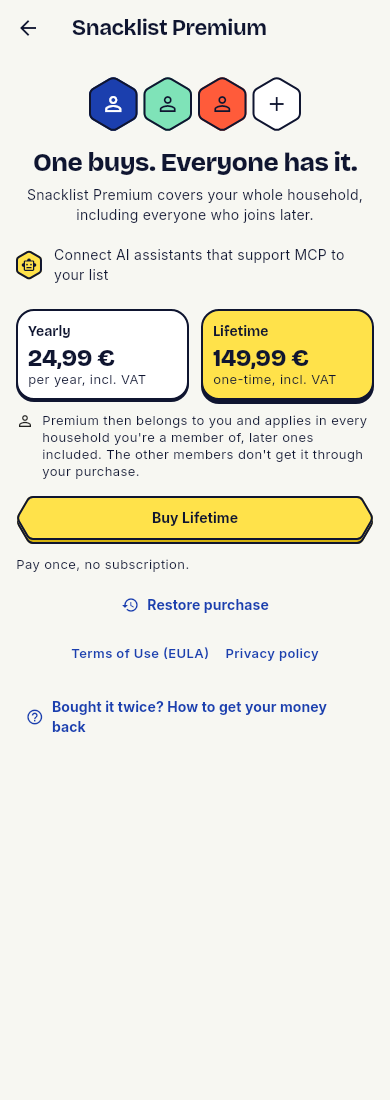 Snacklist Premium
One buys. Everyone has it.
Snacklist Premium covers your whole household,
including everyone who joins later.
Connect AI assistants that support MCP to
your list
Yearly
24,99 €
per year, incl. VAT
Lifetime
149,99 €
one-time, incl. VAT
Premium then belongs to you and applies in every
household you're a member of, later ones
included. The other members don't get it through
your purchase.
Buy Lifetime
Pay once, no subscription.
Restore purchase
Terms of Use (EULA) Privacy policy
Bought it twice? How to get your money
back